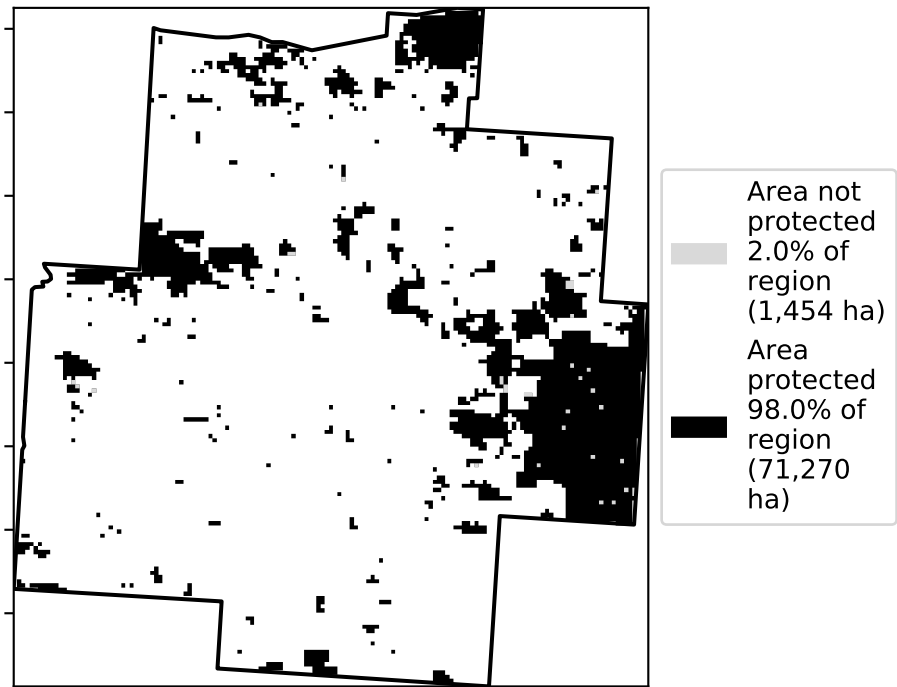 Area not
protected
2.0% of
region
(1,454 ha)
Area
protected
98.0% of
region
(71,270
ha)